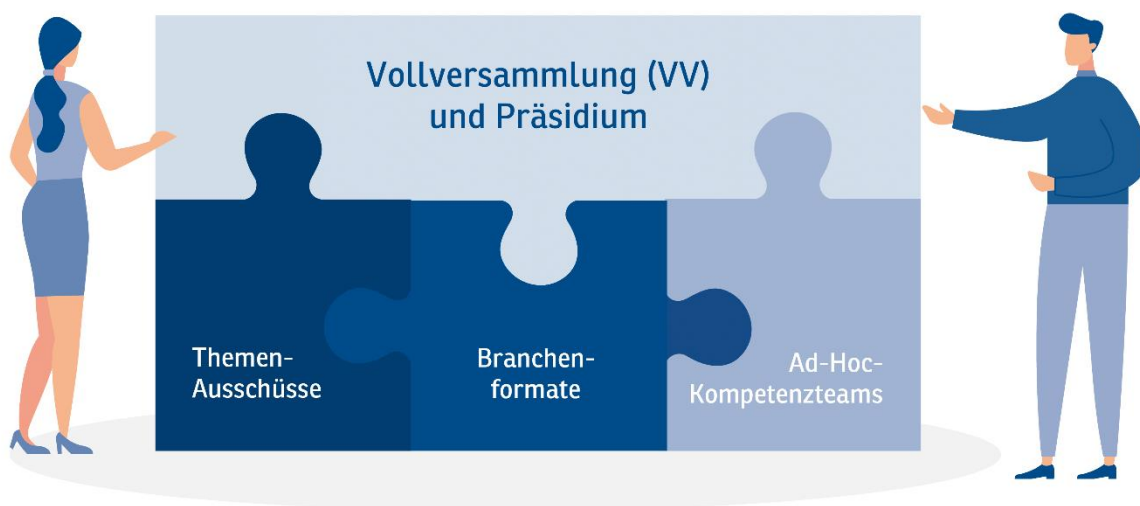 Vollversammlung (VV)
und Präsidium
Themen-
Ausschüsse
Branchen-
formate
Ad-Hoc-
Kompetenzteams